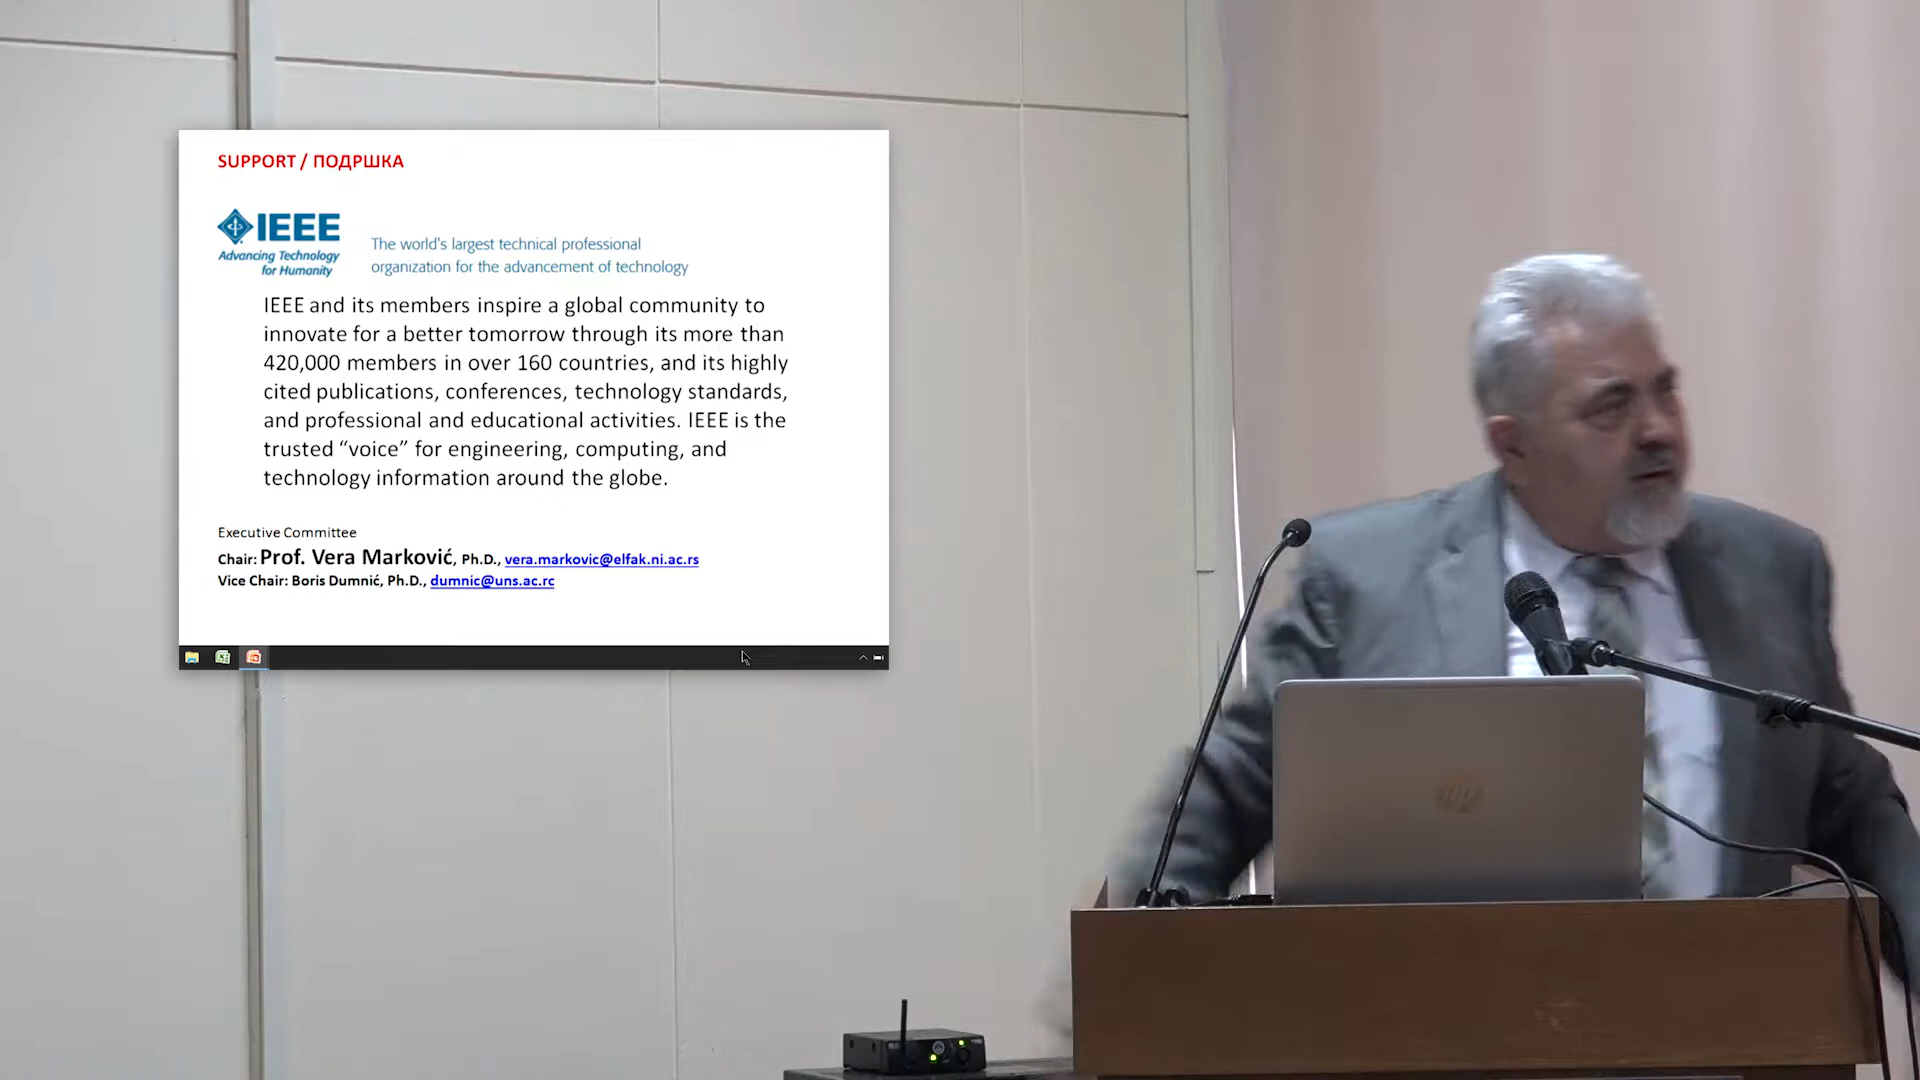 SUPPORT / ПОДРШКА
IEEE
Advancing Technology
for Humanity
The world's largest technical professional
organization for the advancement of technology
IEEE and its members inspire a global community to
innovate for a better tomorrow through its more than
420,000 members in over 160 countries, and its highly
cited publications, conferences, technology standards,
and professional and educational activities. IEEE is the
trusted “voice” for engineering, computing, and
technology information around the globe.
Executive Committee
Chair: Prof. Vera Marković, Ph.D., vera.markovic@elfak.ni.ac.rs
Vice Chair: Boris Dumnić, Ph.D., dumnic@uns.ac.rc
hp